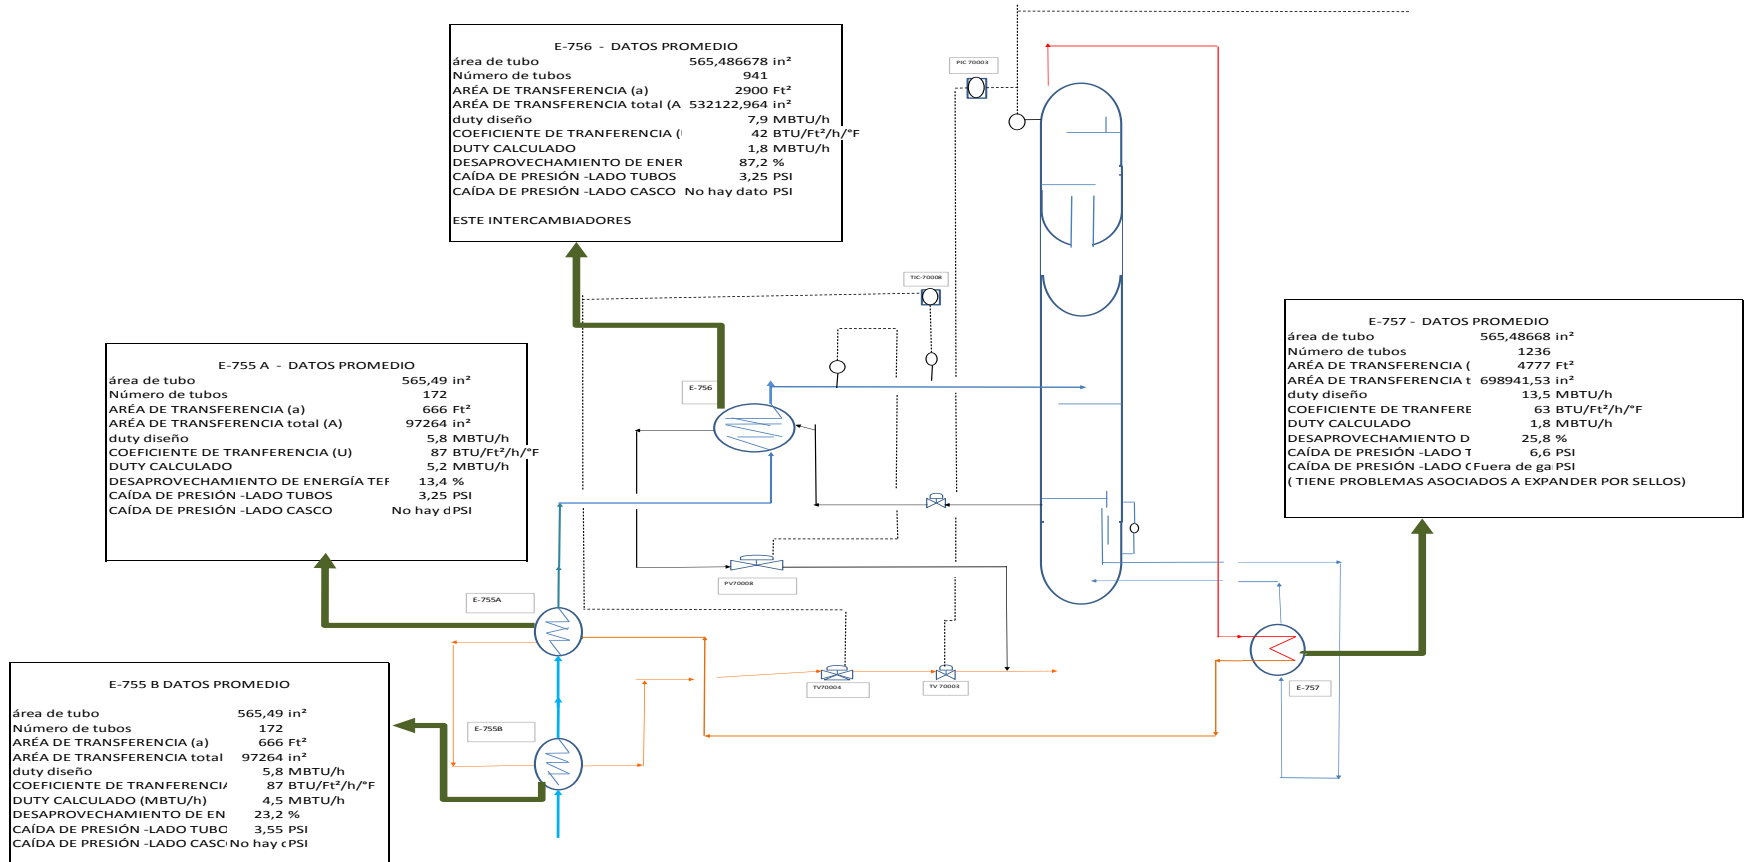 E-756 - DATOS PROMEDIO
área de tubo 565,486678 in²
Número de tubos 941
ARÉA DE TRANSFERENCIA (a) 2900 Ft²
ARÉA DE TRANSFERENCIA total (A 532122,964 in²
duty diseño 7,9 MBTU/h
COEFICIENTE DE TRANFERENCIA ( 42 BTU/Ft²/h/°F
DUTY CALCULADO 1,8 MBTU/h
DESAPROVECHAMIENTO DE ENER 87,2 %
CAÍDA DE PRESIÓN -LADO TUBOS 3,25 PSI
CAÍDA DE PRESIÓN -LADO CASCO No hay dato PSI
ESTE INTERCAMBIADORES
PIC 70003
TIC-70008
E-757 - DATOS PROMEDIO
área de tubo 565,48668 in²
Número de tubos 1236
ARÉA DE TRANSFERENCIA ( 4777 Ft²
ARÉA DE TRANSFERENCIA t 698941,53 in²
duty diseño 13,5 MBTU/h
COEFICIENTE DE TRANFERE 63 BTU/Ft²/h/°F
DUTY CALCULADO 1,8 MBTU/h
DESAPROVECHAMIENTO D 25,8 %
CAÍDA DE PRESIÓN -LADO T 6,6 PSI
CAÍDA DE PRESIÓN -LADO C Fuera de ga PSI
( TIENE PROBLEMAS ASOCIADOS A EXPANDER POR SELLOS)
E-755 A - DATOS PROMEDIO
área de tubo 565,49 in²
Número de tubos 172
ARÉA DE TRANSFERENCIA (a) 666 Ft²
ARÉA DE TRANSFERENCIA total (A) 97264 in²
duty diseño 5,8 MBTU/h
COEFICIENTE DE TRANFERENCIA (U) 87 BTU/Ft²/h/°F
DUTY CALCULADO 5,2 MBTU/h
DESAPROVECHAMIENTO DE ENERGÍA TEF 13,4 %
CAÍDA DE PRESIÓN -LADO TUBOS 3,25 PSI
CAÍDA DE PRESIÓN -LADO CASCO No hay d PSI
E-756
PV70008
E-755A
TV70004
TV 70003
E-757
E-755B
E-755 B DATOS PROMEDIO
área de tubo 565,49 in²
Número de tubos 172
ARÉA DE TRANSFERENCIA (a) 666 Ft²
ARÉA DE TRANSFERENCIA total 97264 in²
duty diseño 5,8 MBTU/h
COEFICIENTE DE TRANFERENCIA 87 BTU/Ft²/h/°F
DUTY CALCULADO (MBTU/h) 4,5 MBTU/h
DESAPROVECHAMIENTO DE EN 23,2 %
CAÍDA DE PRESIÓN -LADO TUBO 3,55 PSI
CAÍDA DE PRESIÓN -LADO CASC No hay PSI